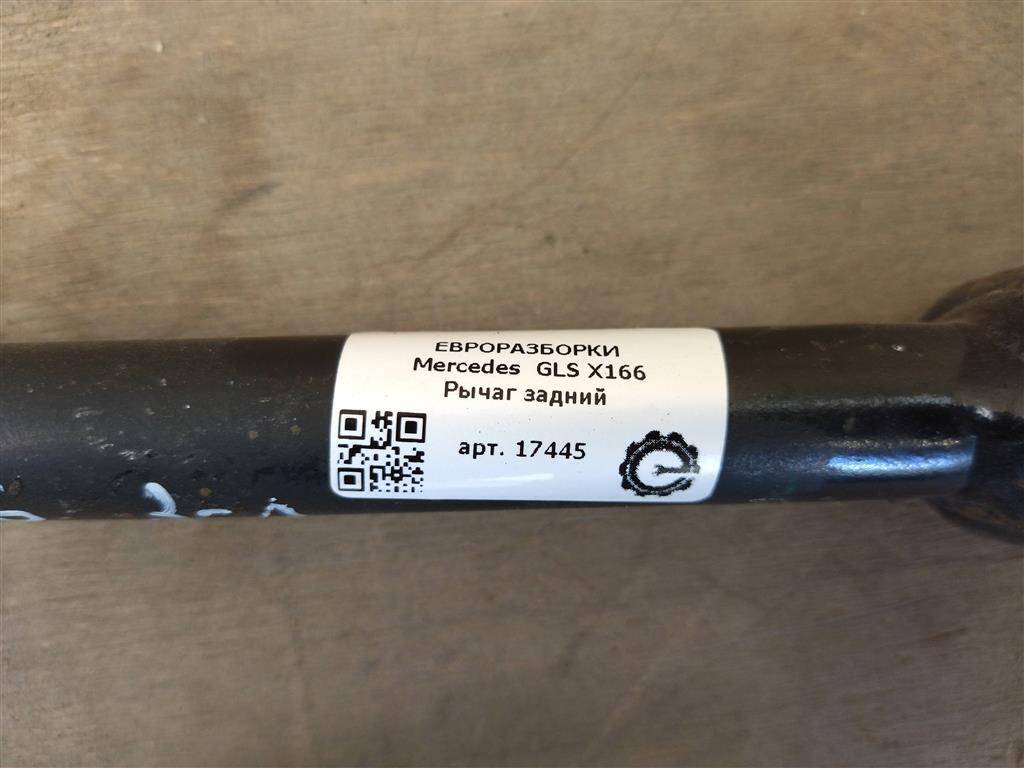 ЕВРОРАЗБОРКИ
Mercedes GLS X166
Рычаг задний
арт. 17445